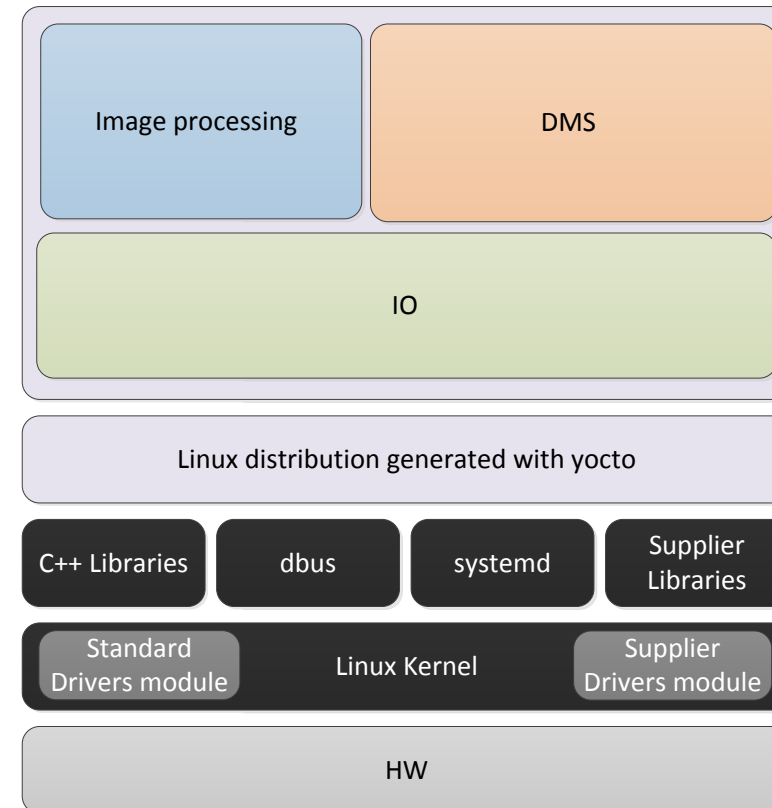 Image processing
DMS
IO
Linux distribution generated with yocto
C++ Libraries
dbus
systemd
Supplier
Libraries
Standard
Drivers module
Linux Kernel
Supplier
Drivers module
HW